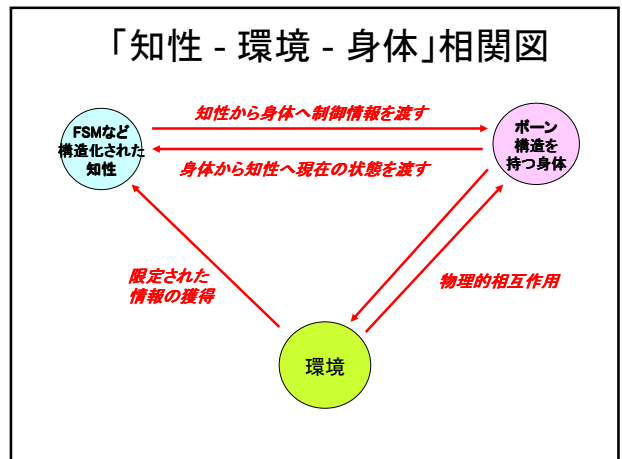 「知性 - 環境 - 身体」相関図
知性から身体へ制御情報を渡す
FSMなど
構造化された
知性
ボーン
構造を
持つ身体
身体から知性へ現在の状態を渡す
限定された
情報の獲得
物理的相互作用
環境